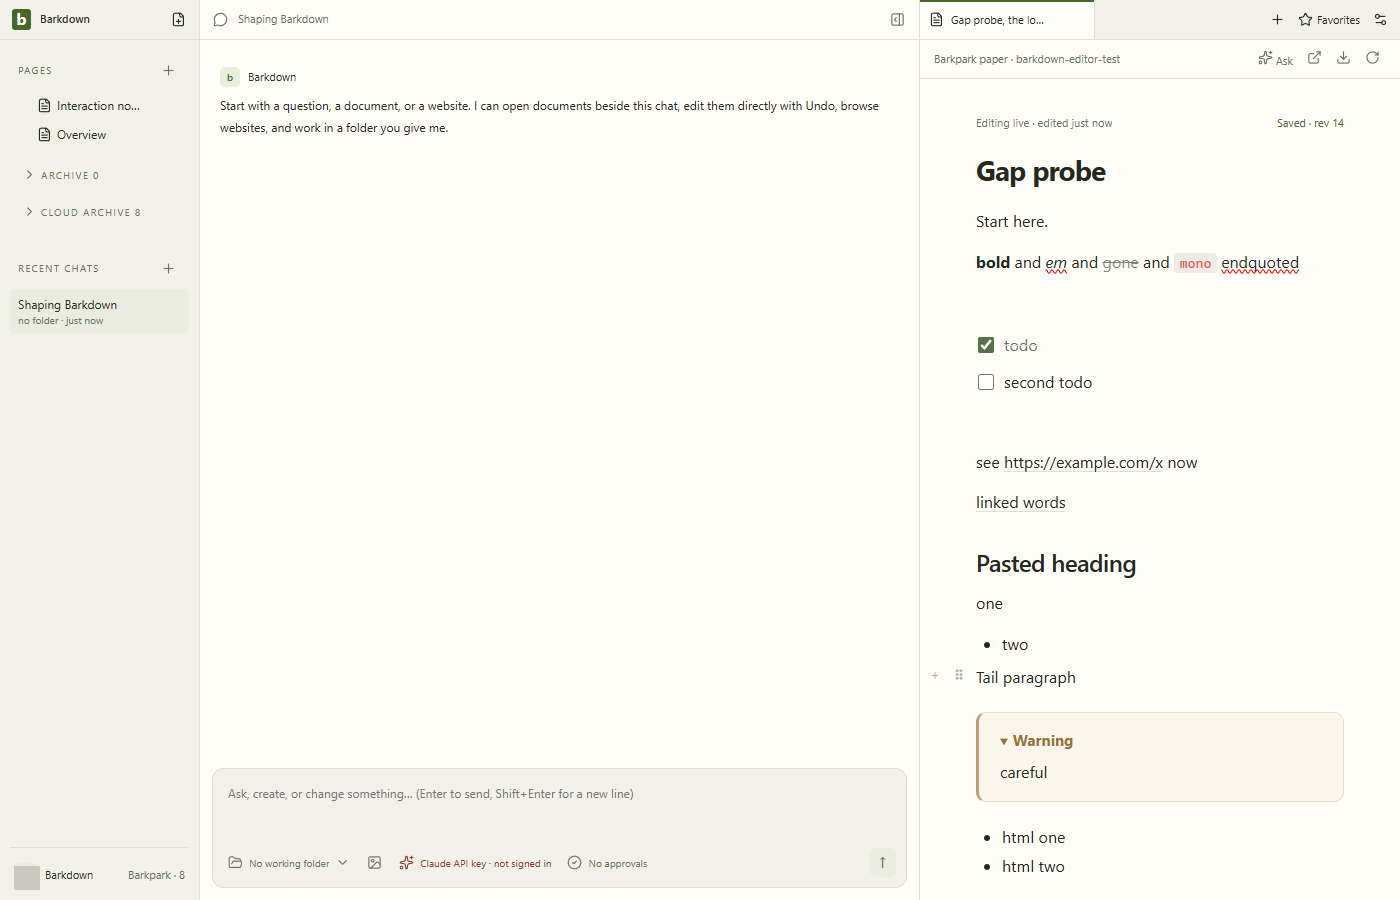 b Barkdown
PAGES
Interaction no...
Overview
ARCHIVE 0
CLOUD ARCHIVE 8
RECENT CHATS
Shaping Barkdown
no folder · just now
Barkdown
Barkpark · 8
Shaping Barkdown
b Barkdown
Start with a question, a document, or a website. I can open documents beside this chat, edit them directly with Undo, browse
websites, and work in a folder you give me.
Ask, create, or change something... (Enter to send, Shift+Enter for a new line)
No working folder
Claude API key · not signed in
No approvals
Gap probe, the lo...
Favorites
Barkpark paper · barkdown-editor-test
Ask
Editing live · edited just now
Saved · rev 14
Gap probe
Start here.
bold and em and gone and mono endquoted
todo
second todo
see https://example.com/x now
linked words
Pasted heading
one
two
Tail paragraph
Warning
careful
html one
html two